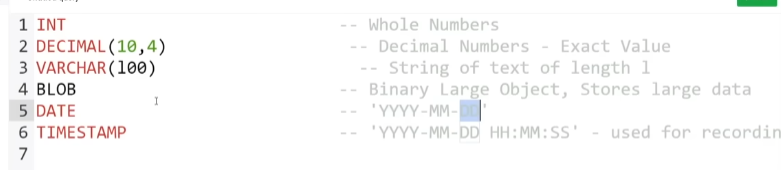 1 INT -- Whole Numbers
2 DECIMAL(10,4) -- Decimal Numbers - Exact Value
3 VARCHAR(100) -- String of text of length 1
4 BLOB -- Binary Large Object, Stores large data
5 DATE -- 'YYYY-MM-DD'
6 TIMESTAMP -- 'YYYY-MM-DD HH:MM:SS' - used for recordin
7